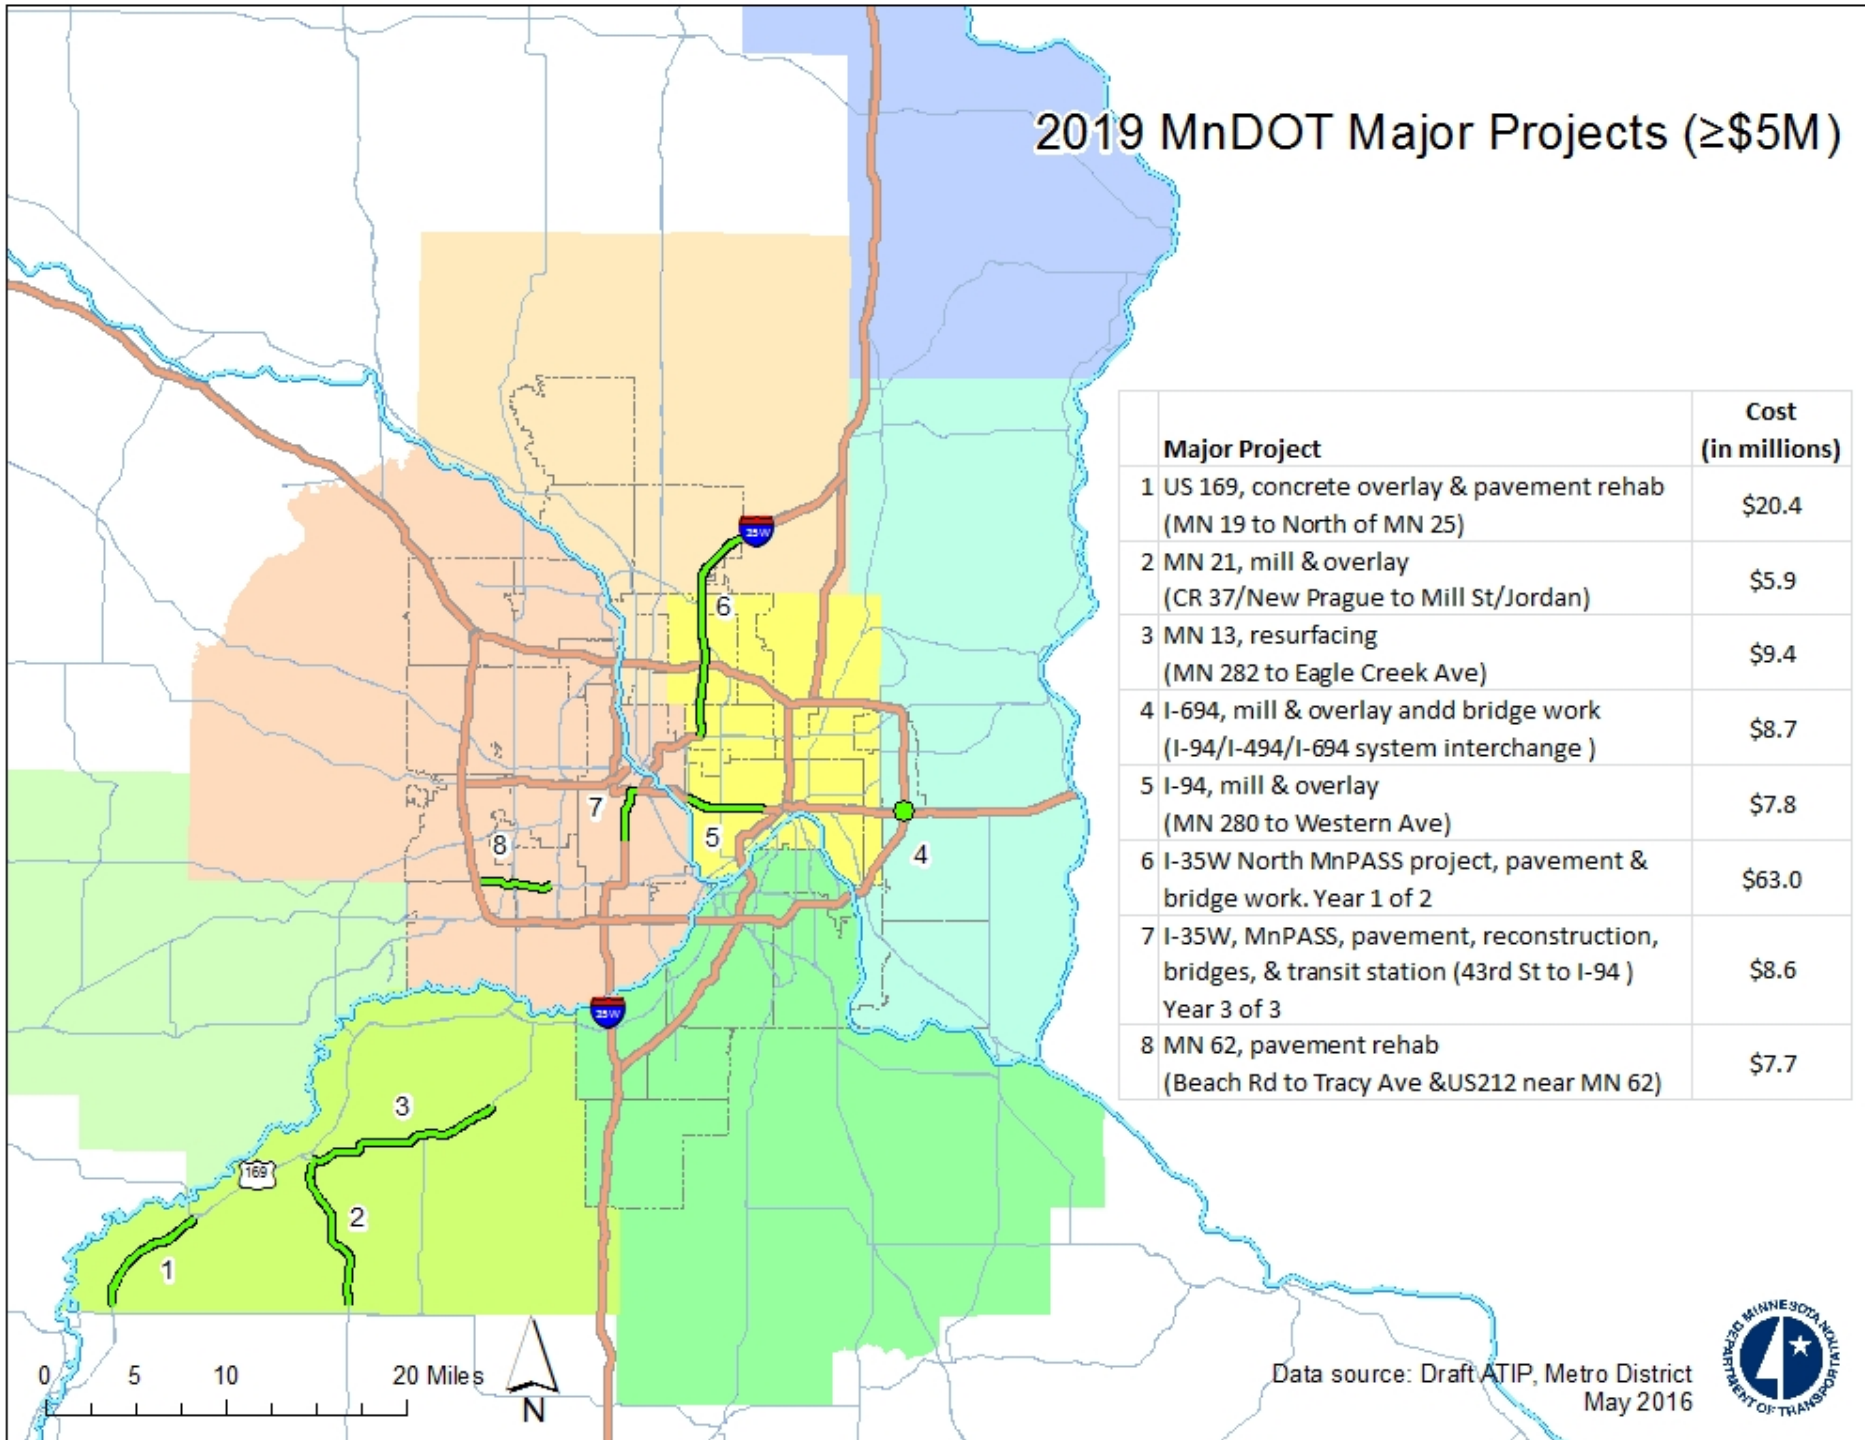 2019 MnDOT Major Projects (≥$5M)
Cost
Major Project (in millions)
1 US 169, concrete overlay & pavement rehab
(MN 19 to North of MN 25) $20.4
2 MN 21, mill & overlay
(CR 37/New Prague to Mill St/Jordan) $5.9
3 MN 13, resurfacing
(MN 282 to Eagle Creek Ave) $9.4
4 I-694, mill & overlay andd bridge work
(I-94/I-494/I-694 system interchange ) $8.7
5 I-94, mill & overlay
(MN 280 to Western Ave) $7.8
6 I-35W North MnPASS project, pavement &
bridge work. Year 1 of 2 $63.0
7 I-35W, MnPASS, pavement, reconstruction,
bridges, & transit station (43rd St to I-94 ) $8.6
Year 3 of 3
8 MN 62, pavement rehab
(Beach Rd to Tracy Ave &US212 near MN 62) $7.7
35W
6
7
5
8
4
35W
3
169
2
1
0 5 10 20 Miles
N
Data source: Draft ATIP, Metro District
May 2016
MINNESOTA
DEPARTMENT OF TRANSPORTATION